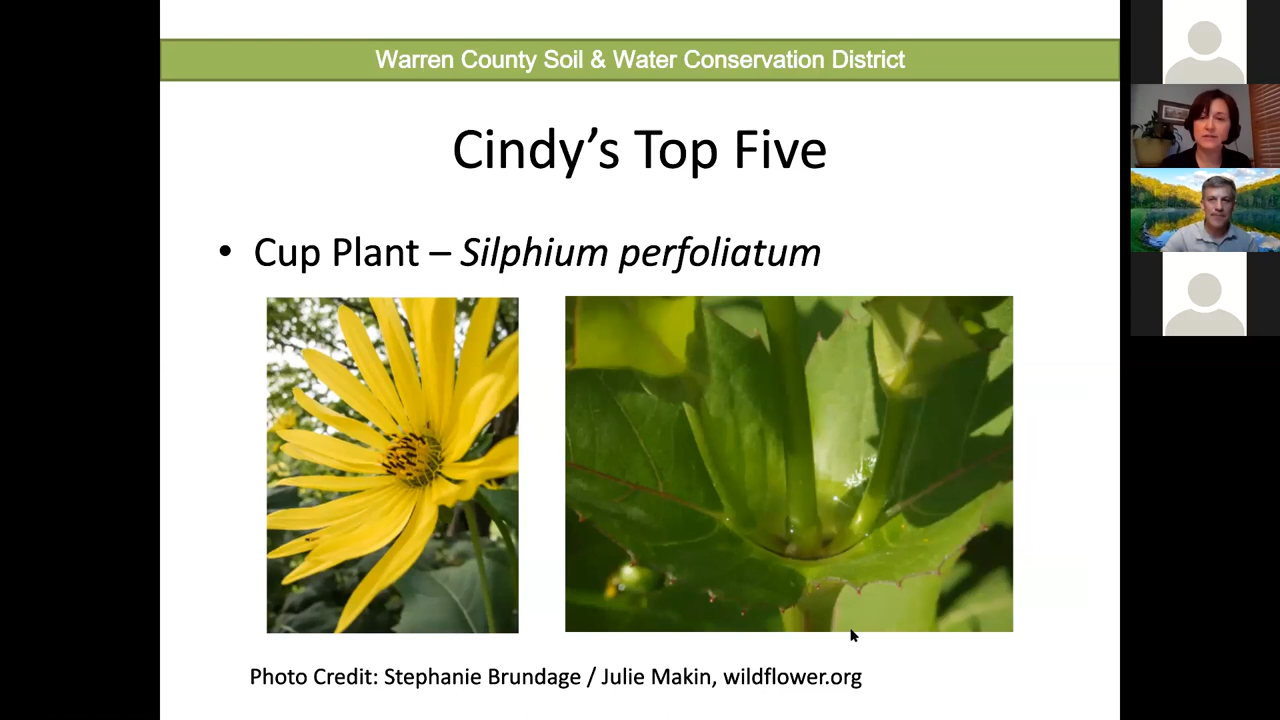 Warren County Soil & Water Conservation District
Cindy’s Top Five
• Cup Plant – Silphium perfoliatum
Photo Credit: Stephanie Brundage / Julie Makin, wildflower.org